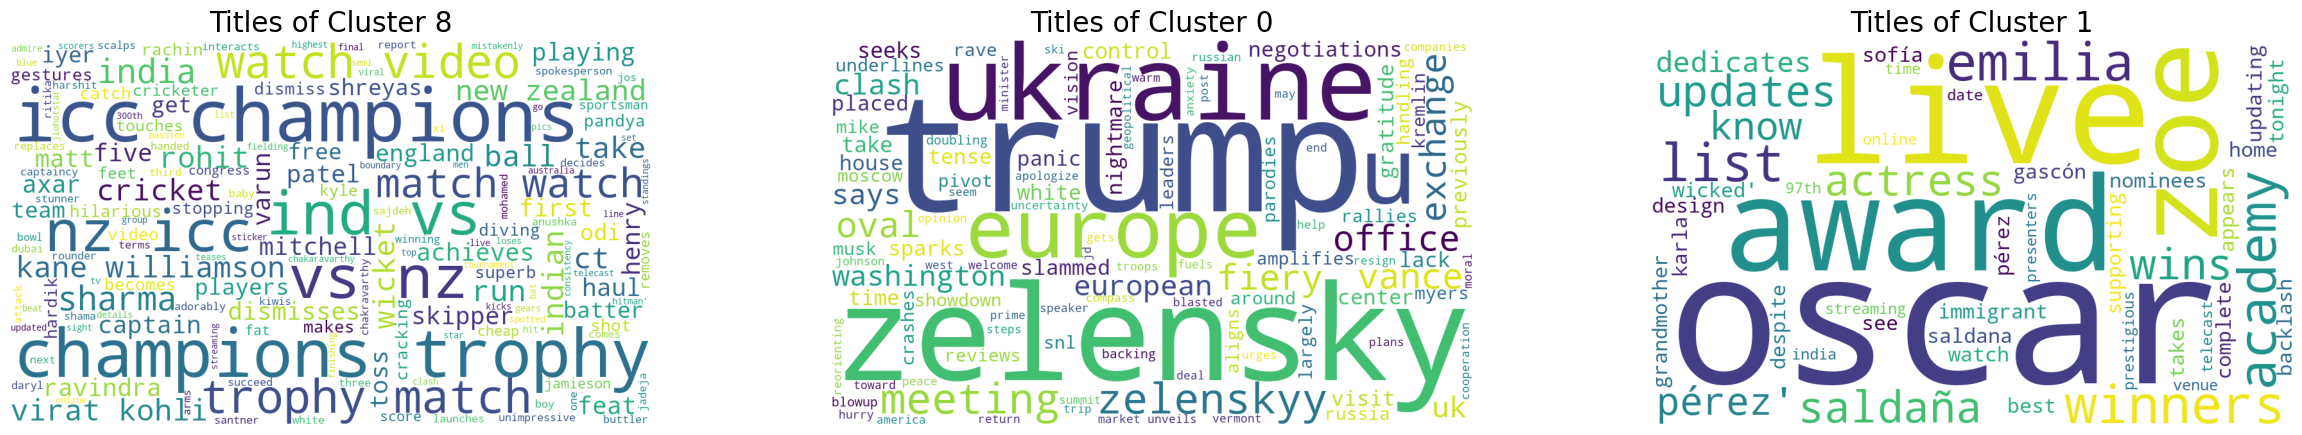 Titles of Cluster 8
admire scorers scalps interacts highest final report mistakenly playing
blue iyer rachin semi viral spokesperson
gestures india watch video jos
harshit catch cricketer dismiss shreyas new zealand
ritika jiohotstar get sportsman
icc champions pandya
300th list go pics
touches passion xi set
replaces third handed fielding free england ball take
matt five rohit boundary men decides
captaincy feet congress patel australia
axar cricket varun kyle match watch
stunner baby mohamed standings
team hilarious stopping ind vs sajdeh first
group anushka line
nz icc video diving odi henry
bowl terms sticker mitchell winning live loses
dubai achieves
rounder teases chakaravarthy top superb ct removes
kane williamson vs nz run indian
tv becomes players wicket tournament consistency telecast haul
hardik attack beat adorably kiwis chakravarthy bat hitman'
sharma dismisses skipper batter
updated shama details kicks gears spotted
sight captain fat makes cheap hit shot
next streaming finishing cracking star comes
champions trophy
daryl succeed three toss clash jamieson
ravindra online trophy match boy one jadeja
virat kohli arms score feat
santner white launches unimpressive buttler
Titles of Cluster 0
seeks rave ski control russian negotiations companies
underlines minister vision warm post
clash ukraine geopolitical anxiety may handling kremlin
placed nightmare exchange previously
mike trump u gratitude
take doubling leaders end
house tense panic parodies
moscow apologize
says pivot white seem
uncertainty
oval opinion europe help rallies
musk sparks gets office
johnson west welcome jd troops fuels amplifies resign lack
washington slammed fiery vance moral
time showdown european compass blasted around center myers
prime speaker urges
crashes steps snl aligns largely cooperation
reorienting reviews backing plans
zelensky
toward peace deal
blowup meeting summit zelenskyy visit uk
hurry trip russia
america return market unveils vermont
Titles of Cluster 1
dedicates sofía emilia updating tonight
time live zoe
updates date
know online home
list actress gascón
wicked' 97th nominees
design karla award presenters appears
pérez supporting academy
wins
grandmother despite oscar prestigious takes telecast complete backlash
streaming immigrant
see saldana
india watch
venue
pérez' saldaña best winners